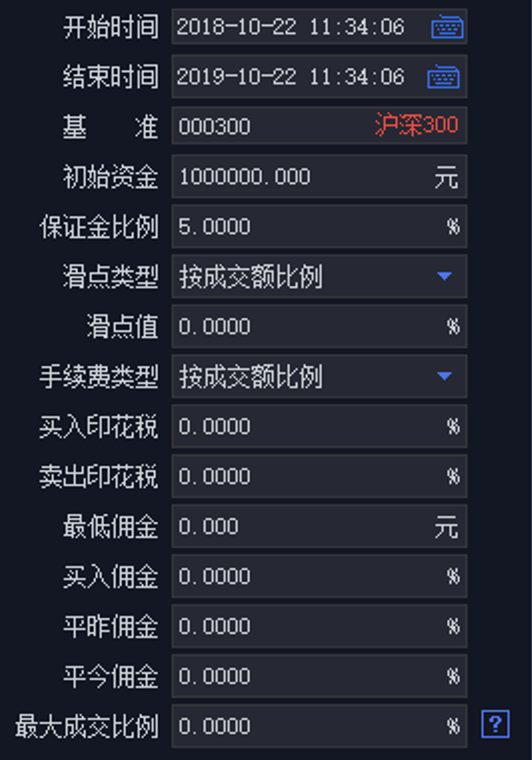 开始时间 2018-10-22 11:34:06
结束时间 2019-10-22 11:34:06
基 准 000300 沪深300
初始资金 1000000.000 元
保证金比例 5.0000 %
滑点类型 按成交额比例
滑点值 0.0000 %
手续费类型 按成交额比例
买入印花税 0.0000 %
卖出印花税 0.0000 %
最低佣金 0.000 元
买入佣金 0.0000 %
平昨佣金 0.0000 %
平今佣金 0.0000 %
最大成交比例 0.0000 % ?